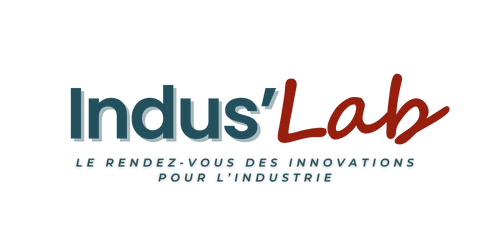 Indus'Lab
LE RENDEZ-VOUS DES INNOVATIONS
POUR L'INDUSTRIE